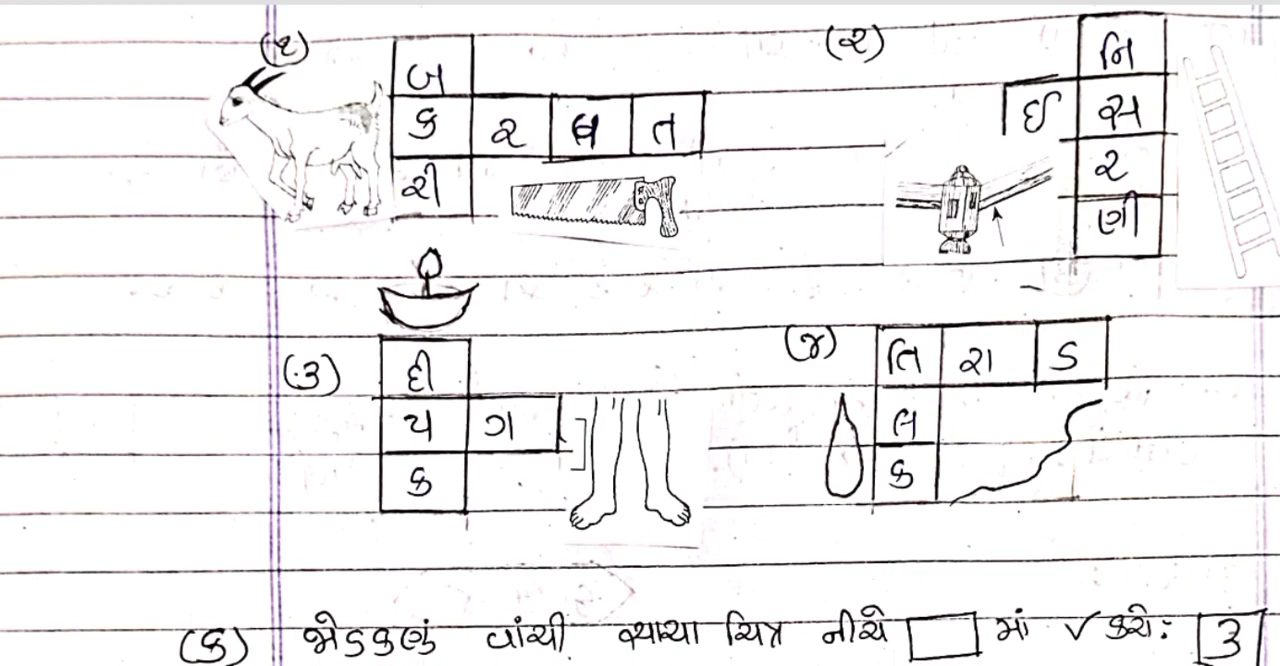 (૧) (૨)
બ નિ
ક ર વ ત ઈ સ
રી ર
ણી
(૩) દી (૪) તિ રા ડ
પ ગ લ
ક ક
(ક) જોડકણું વાંચી સાચા ચિત્ર નીચે માં ✓ કરો: 3